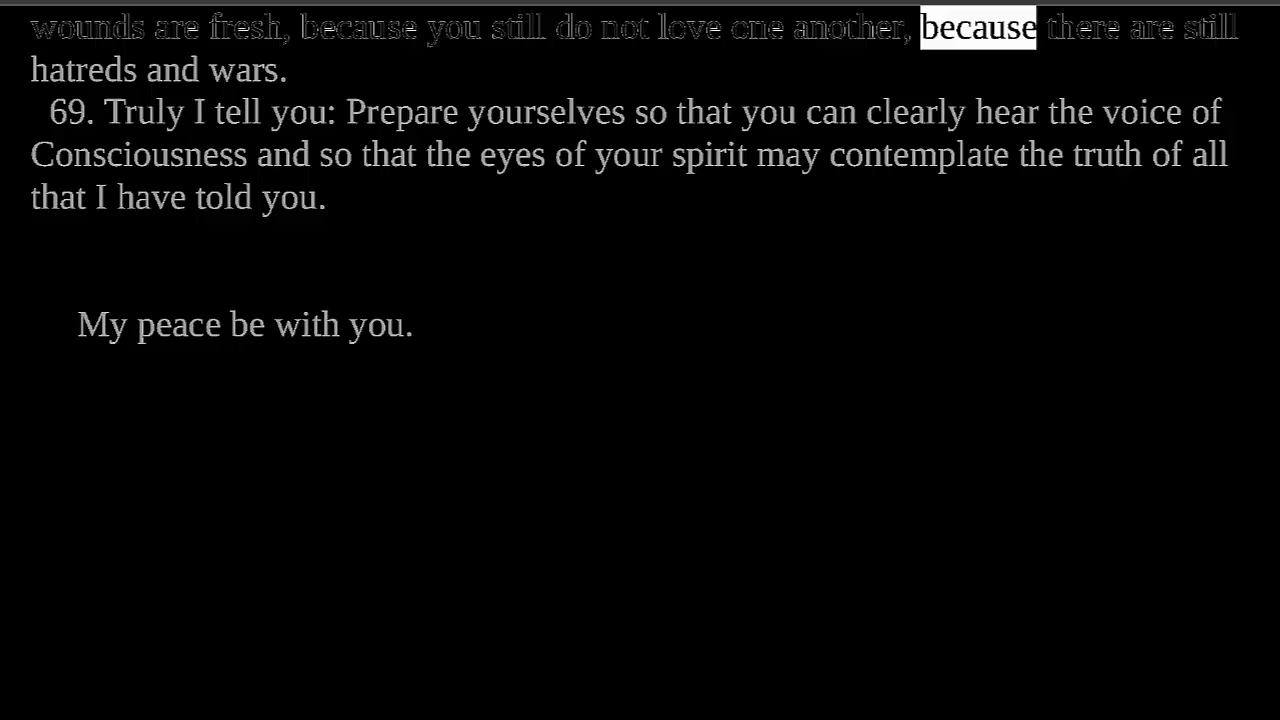 wounds are fresh, because you still do not love one another, because there are still
hatreds and wars.
69. Truly I tell you: Prepare yourselves so that you can clearly hear the voice of
Consciousness and so that the eyes of your spirit may contemplate the truth of all
that I have told you.
My peace be with you.